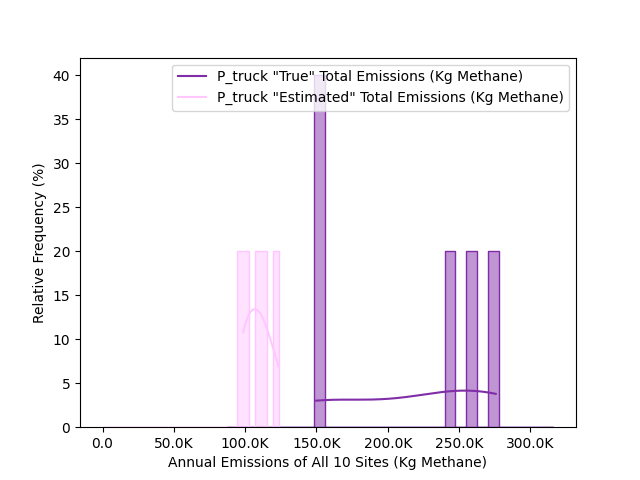 P_truck "True" Total Emissions (Kg Methane)
P_truck "Estimated" Total Emissions (Kg Methane)
40
35
30
25
20
15
10
5
0
Relative Frequency (%)
0.0 50.0K 100.0K 150.0K 200.0K 250.0K 300.0K
Annual Emissions of All 10 Sites (Kg Methane)